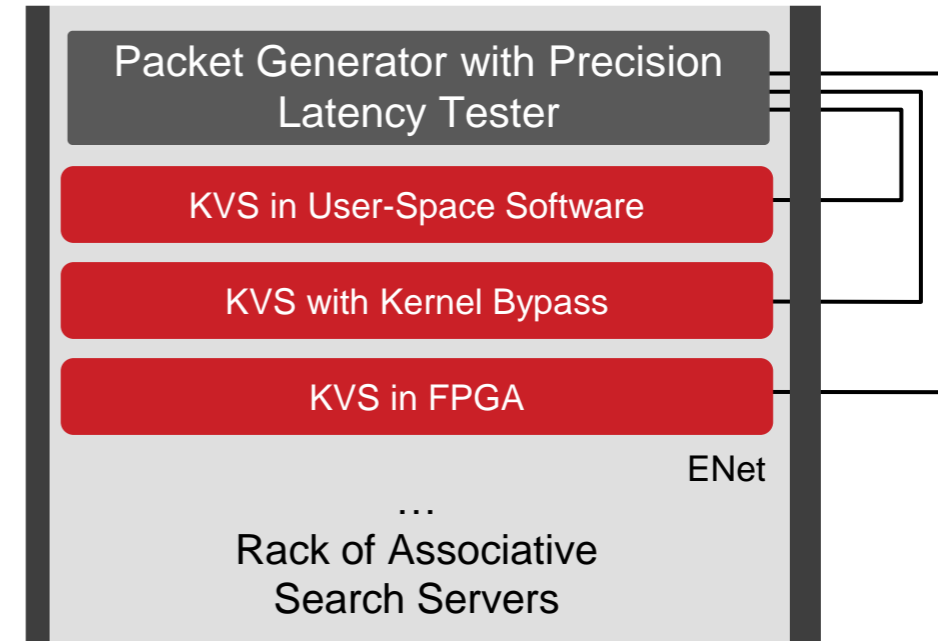 Packet Generator with Precision
Latency Tester
KVS in User-Space Software
KVS with Kernel Bypass
KVS in FPGA
ENet
…
Rack of Associative
Search Servers